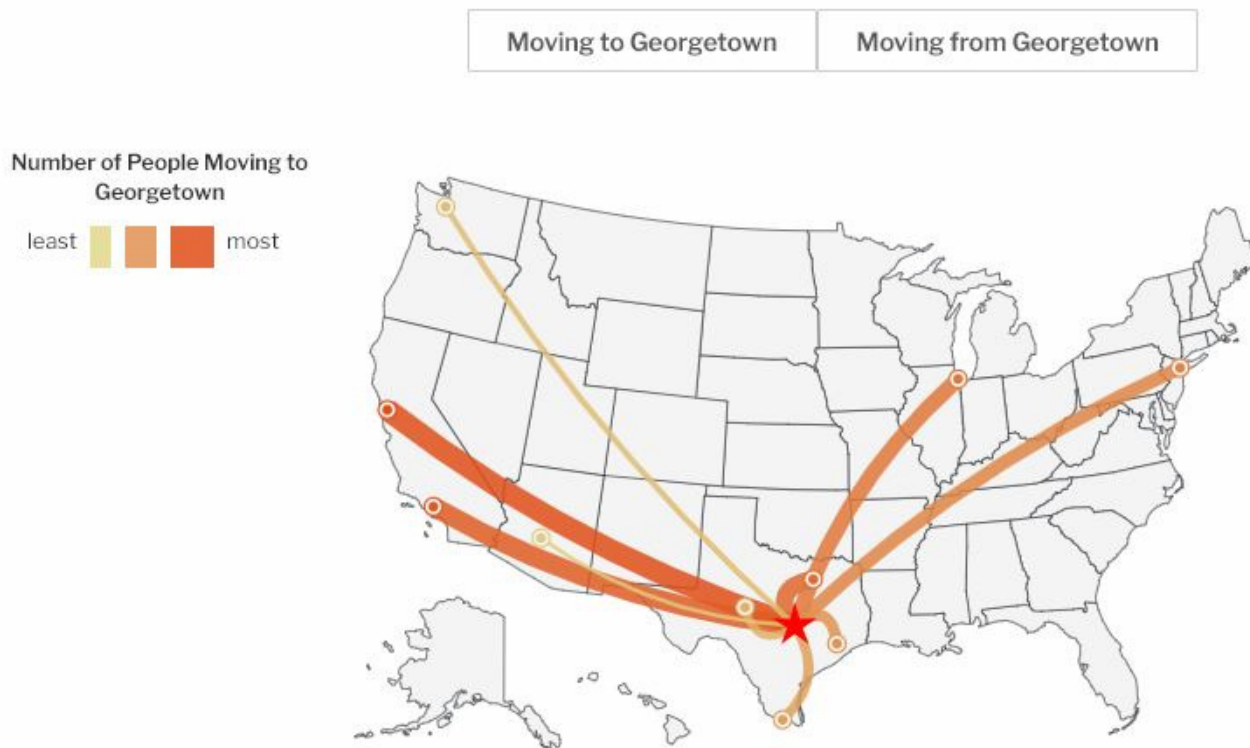 Moving to Georgetown
Moving from Georgetown
Number of People Moving to
Georgetown
least
most